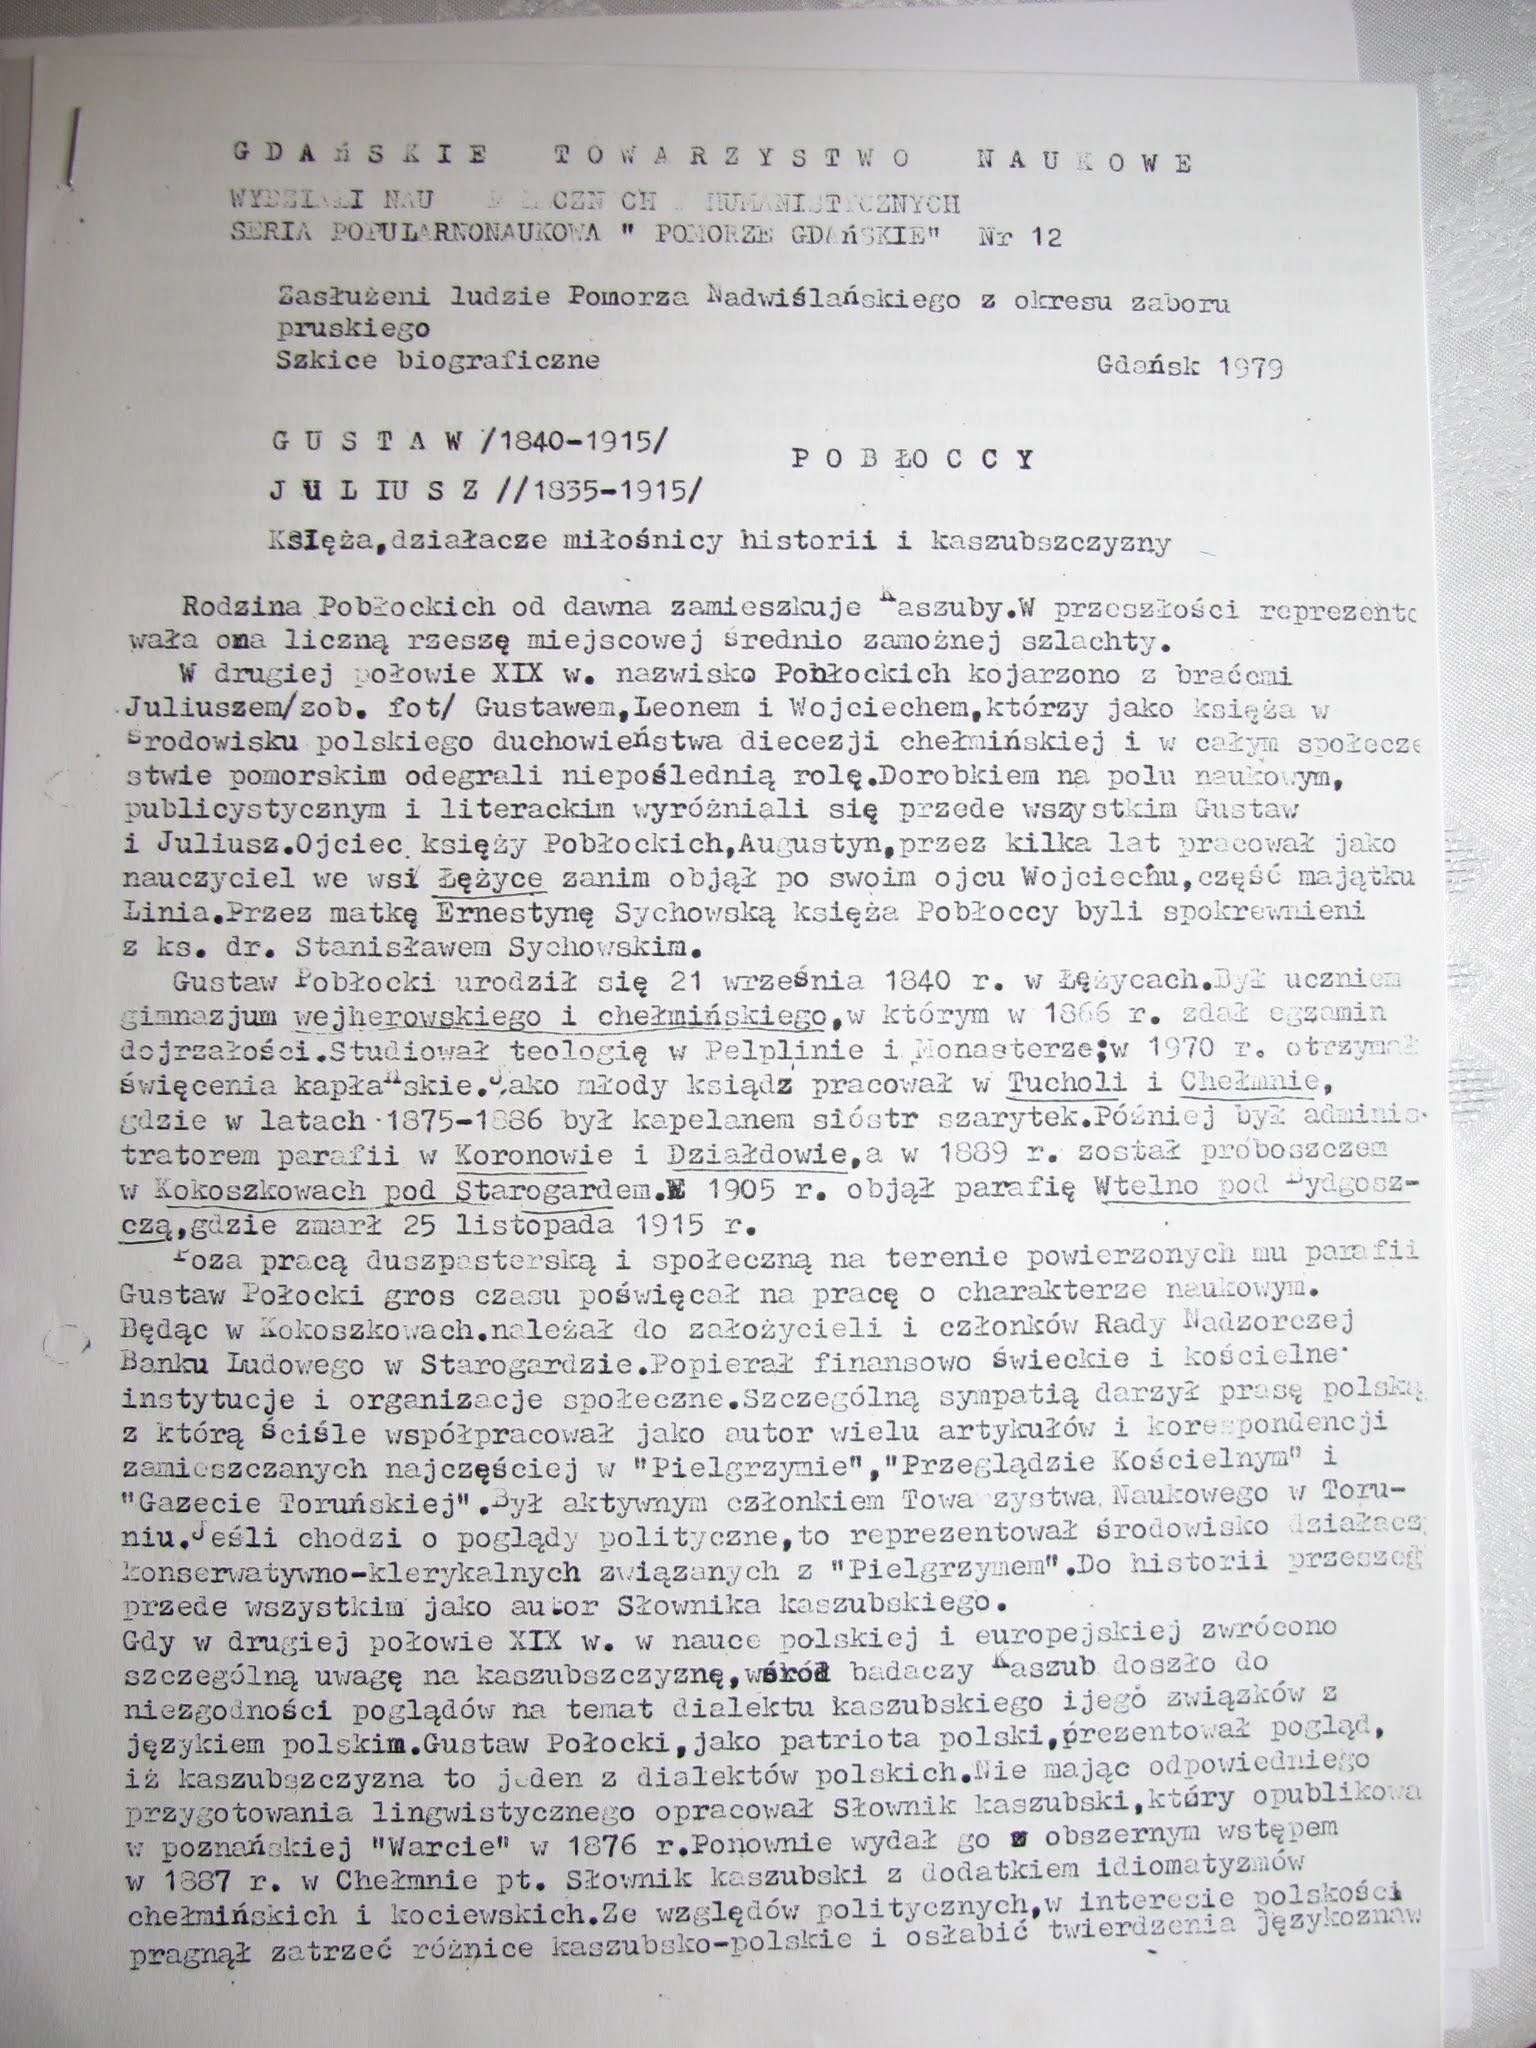 GDAŃSKIE TOWARZYSTWO NAUKOWE
WYDZIAŁI NAU
SERIA POPULARNONAUKOWA " POMORZE GDAńSKIE" Nr 12
Zasłużeni ludzie Pomorza Nadwiślańskiego z okresu zaboru
pruskiego
Szkice biograficzne Gdańsk 1979
GUSTAW /1840-1915/ POBŁOCCY
JULIUSZ //1835-1915/
Księża,działacze miłośnicy historii i kaszubszczyzny
Rodzina Pobłockich od dawna zamieszkuje Kaszuby.W przeszłości reprezento
wała ona liczną rzeszę miejscowej średnio zamożnej szlachty.
W drugiej połowie XIX w. nazwisko Pobłockich kojarzono z braćcmi
Juliuszem/zob. fot/ Gustawem,Leonem i Wojciechem,którzy jako księża w
środowisku polskiego duchowieństwa diecezji chełmińskiej i w całym społecze
stwie pomorskim odegrali niepoślednią rolę.Dorobkiem na polu naukowym,
publicystycznym i literackim wyróżniali się przede wszystkim Gustaw
i Juliusz.Ojciec księży Pobłockich,Augustyn,przez kilka lat pracował jako
nauczyciel we wsi Łężyce zanim objął po swoim ojcu Wojciechu,część majątku
Linia.Przez matkę Ernestynę Sychowską księża Pobłoccy byli spokrewnieni
z ks. dr. Stanisławem Sychowskim.
Gustaw Pobłocki urodził się 21 września 1840 r. w Łężycach.Był uczniem
gimnazjum wejherowskiego i chełmińskiego,w którym w 1866 r. zdał egzamin
dojrzałości.Studiował teologię w Pelplinie i Monasterze;w 1970 r. otrzymał
święcenia kapłańskie.Jako młody ksiądz pracował w Tucholi i Chełmnie,
gdzie w latach 1875-1886 był kapelanem sióstr szarytek.Później był adminis-
tratorem parafii w Koronowie i Działdowie,a w 1889 r. został proboszczem
w Kokoszkowach pod Starogardem.W 1905 r. objął parafię Wtelno pod Bydgosz-
czą,gdzie zmarł 25 listopada 1915 r.
Poza pracą duszpasterską i społeczną na terenie powierzonych mu parafii
Gustaw Połocki gros czasu poświęcał na pracę o charakterze naukowym.
Będąc w Kokoszkowach.należał do założycieli i członków Rady Nadzorczej
Banku Ludowego w Starogardzie.Popierał finansowo świeckie i kościelne
instytucje i organizacje społeczne.Szczególną sympatią darzył prasę polską
z którą ściśle współpracował jako autor wielu artykułów i korespondencji
zamieszczanych najczęściej w "Pielgrzymie","Przeglądzie Kościelnym" i
"Gazecie Toruńskiej".Był aktywnym członkiem Towa zystwa Naukowego w Toru-
niu.Jeśli chodzi o poglądy polityczne,to reprezentował środowisko działacz
konserwatywno-klerykalnych związanych z "Pielgrzymem".Do historii przeszeg
przede wszystkim jako autor Słownika kaszubskiego.
Gdy w drugiej połowie XIX w. w nauce polskiej i europejskiej zwrócono
szczególną uwagę na kaszubszczyznę,wśród badaczy Kaszub doszło do
niezgodności poglądów na temat dialektu kaszubskiego ijego związków z
językiem polskim.Gustaw Połocki,jako patriota polski,prezentował pogląd,
iż kaszubszczyzna to jeden z dialektów polskich.Nie mając odpowiedniego
przygotowania lingwistycznego opracował Słownik kaszubski,który opublikowa
w poznańskiej "Warcie" w 1876 r.Ponownie wydał go z obszernym wstępem
w 1887 r. w Chełmnie pt. Słownik kaszubski z dodatkiem idiomatyzmów
chełmińskich i kociewskich.Ze względów politycznych,w interesie polskości
pragnął zatrzeć różnice kaszubsko-polskie i osłabić twierdzenia językoznaw